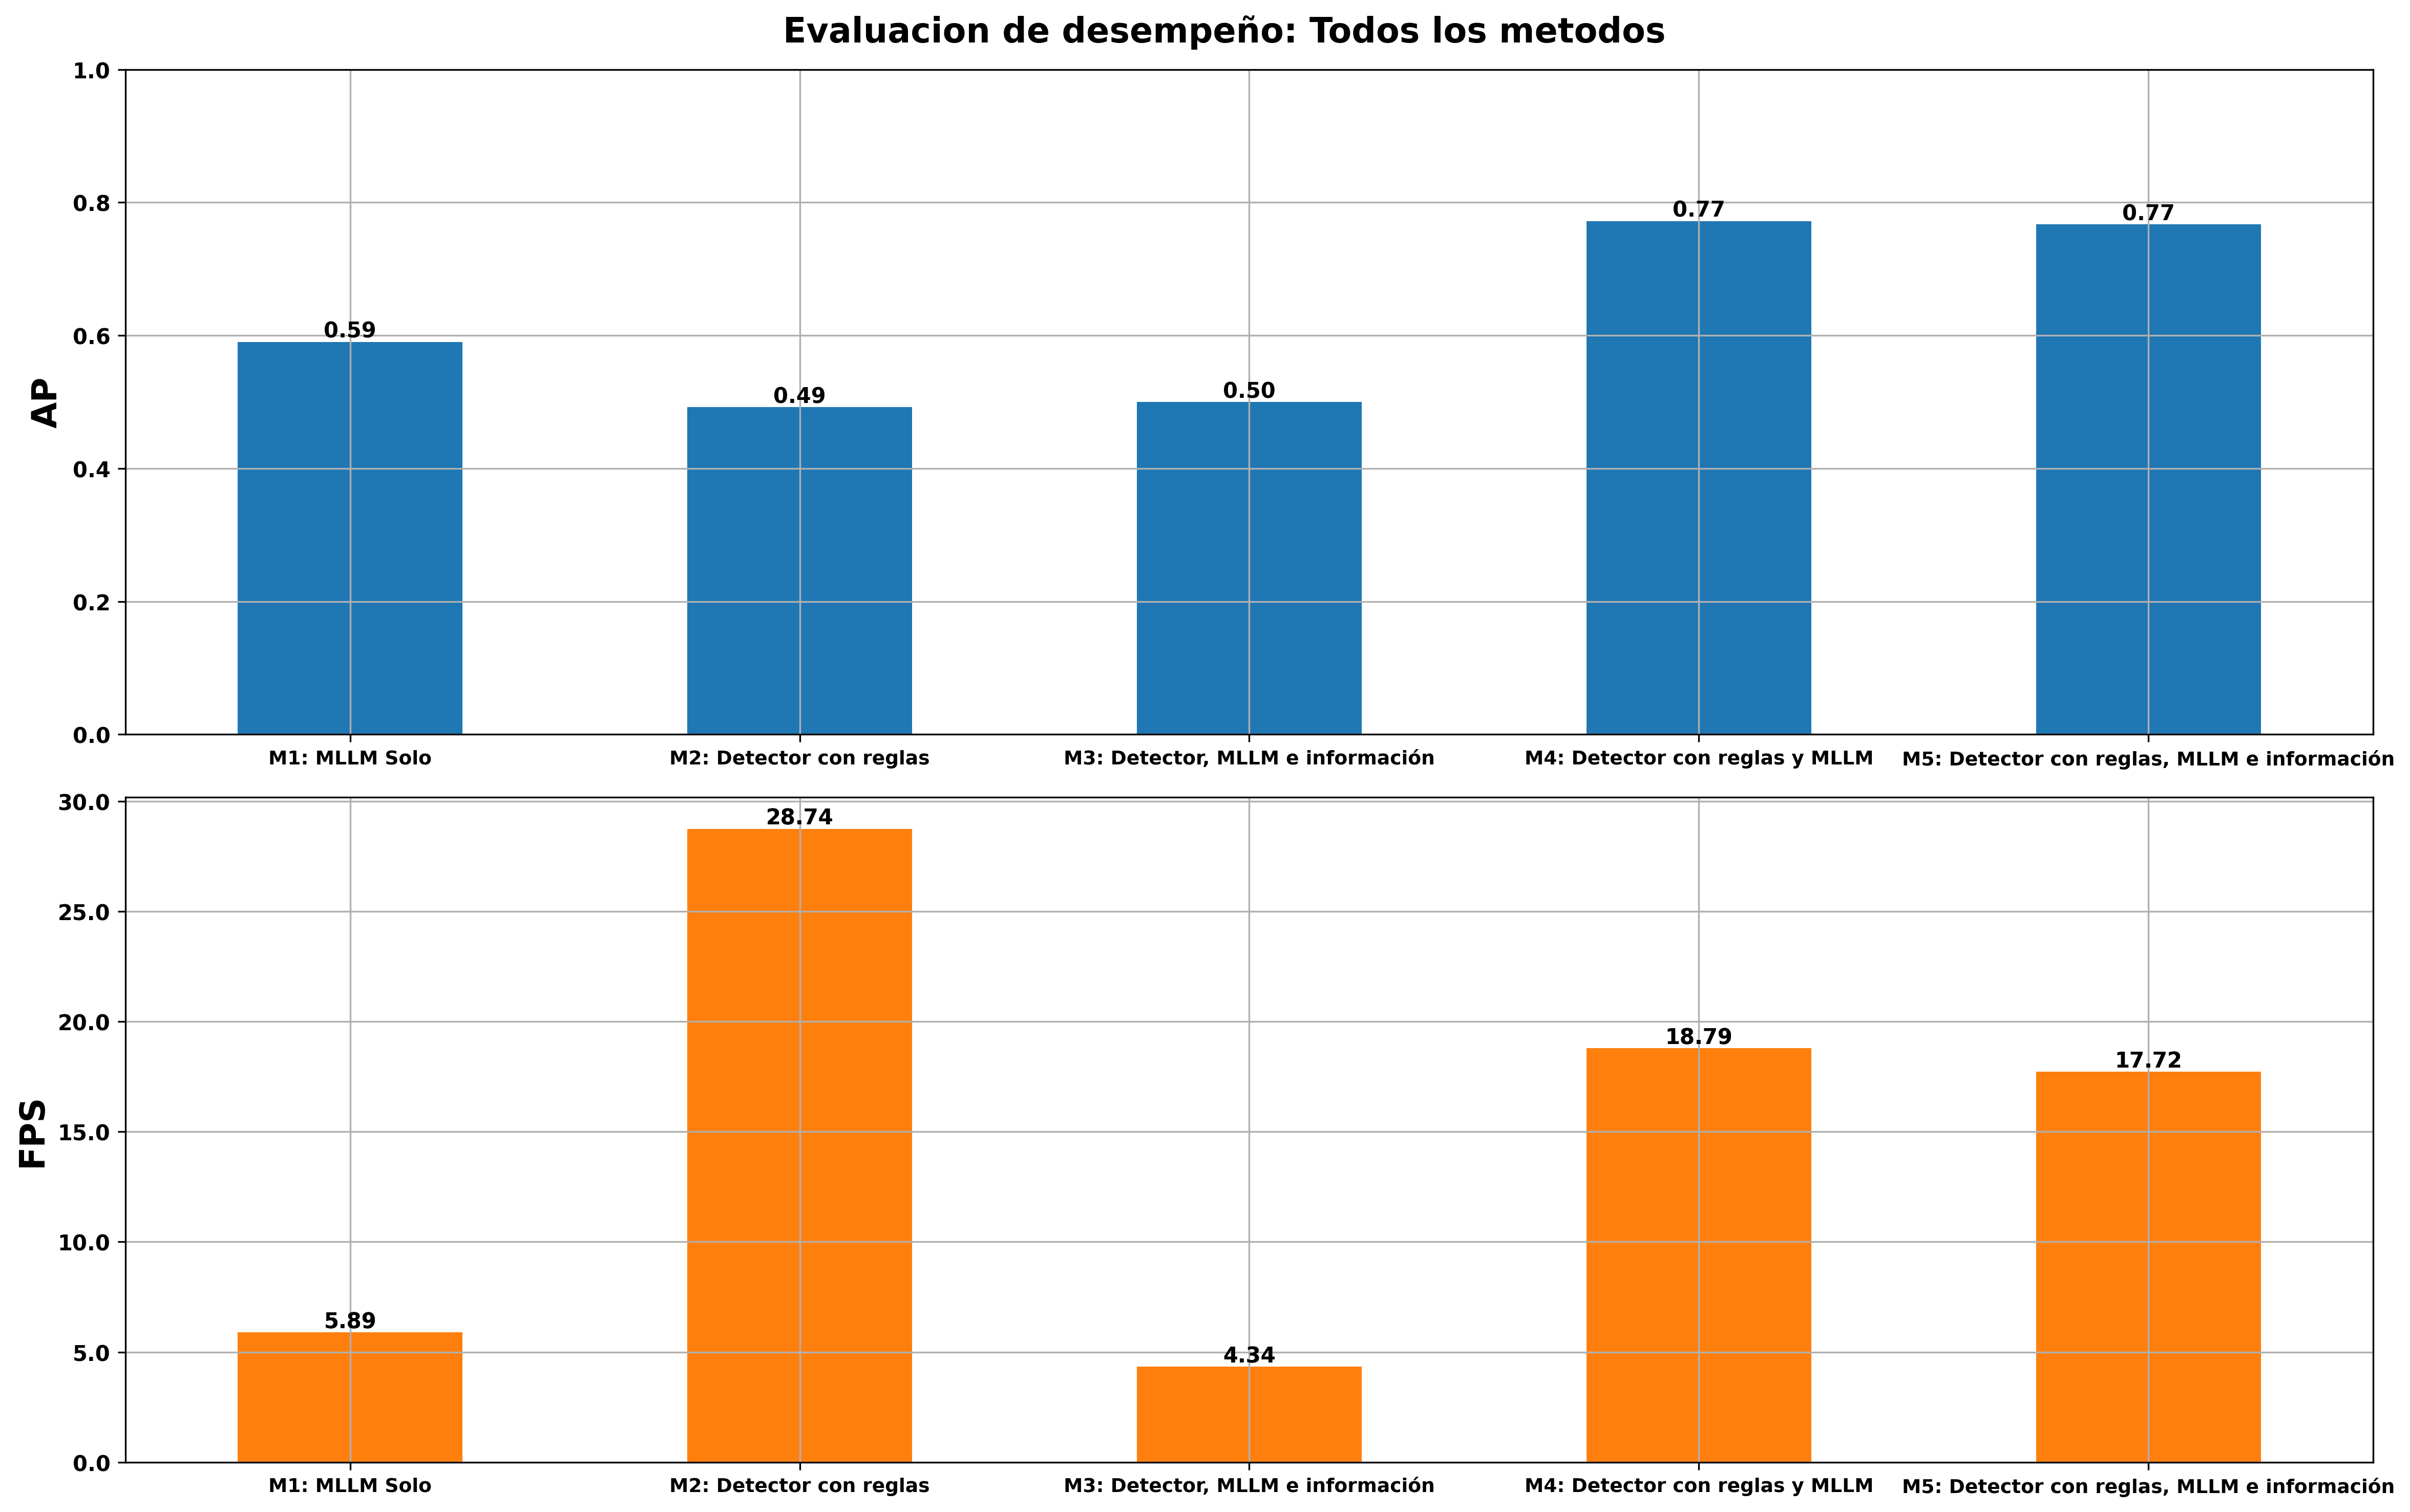 Evaluacion de desempeño: Todos los metodos
AP
1.0
0.8
0.6
0.4
0.2
0.0
0.59
0.49
0.50
0.77
0.77
M1: MLLM Solo
M2: Detector con reglas
M3: Detector, MLLM e información
M4: Detector con reglas y MLLM
M5: Detector con reglas, MLLM e información
FPS
30.0
25.0
20.0
15.0
10.0
5.0
0.0
5.89
28.74
4.34
18.79
17.72
M1: MLLM Solo
M2: Detector con reglas
M3: Detector, MLLM e información
M4: Detector con reglas y MLLM
M5: Detector con reglas, MLLM e información